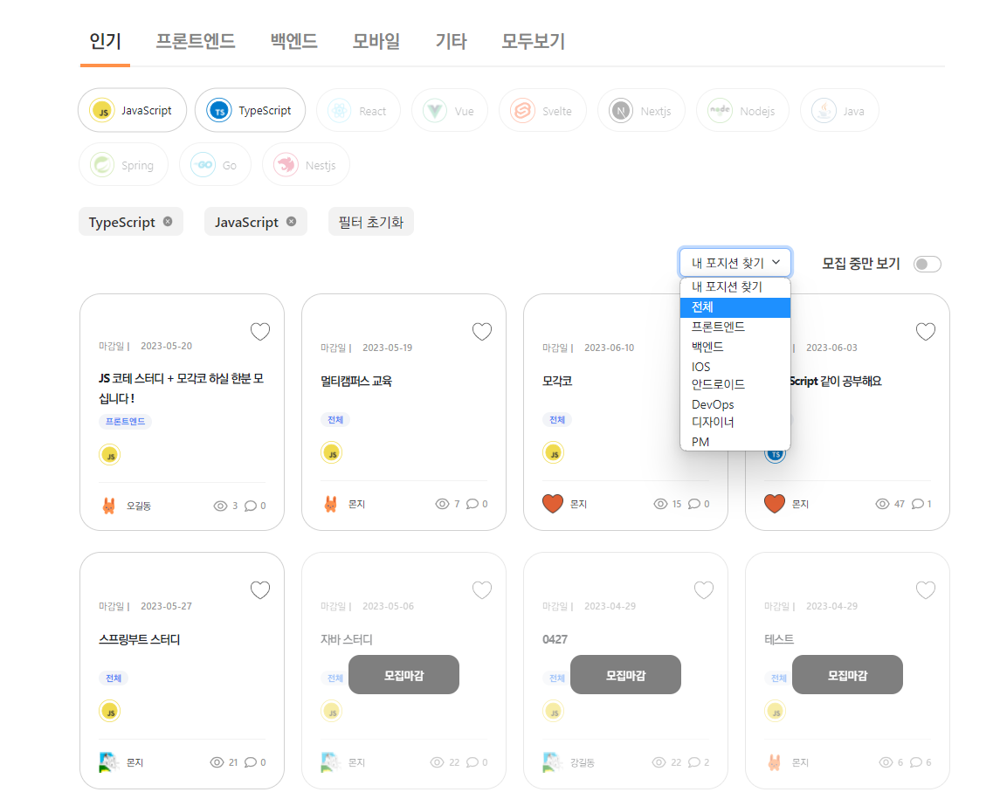 인기 프론트엔드 백엔드 모바일 기타 모두보기
JS JavaScript TS TypeScript React Vue Svelte N Nextjs node Nodejs Java
Spring GO Go Nestjs
TypeScript JavaScript 필터 초기화
내 포지션 찾기 모집 중만 보기
내 포지션 찾기
전체
프론트엔드
백엔드
IOS
안드로이드
DevOps
디자이너
PM
마감일 | 2023-05-20
JS 코테 스터디 + 모각코 하실 한분 모
십니다 !
프론트엔드
JS
오길동 3 0
마감일 | 2023-05-19
멀티캠퍼스 교육
전체
JS
몬지 7 0
마감일 | 2023-06-10
모각코
전체
JS
몬지 15 0
| 2023-06-03
Script 같이 공부해요
TS
몬지 47 1
마감일 | 2023-05-27
스프링부트 스터디
전체
JS
몬지 21 0
마감일 | 2023-05-06
자바 스터디
전체 모집마감
JS
몬지 22 0
마감일 | 2023-04-29
0427
전체 모집마감
JS
강길동 22 2
마감일 | 2023-04-29
테스트
전체 모집마감
JS
몬지 6 6